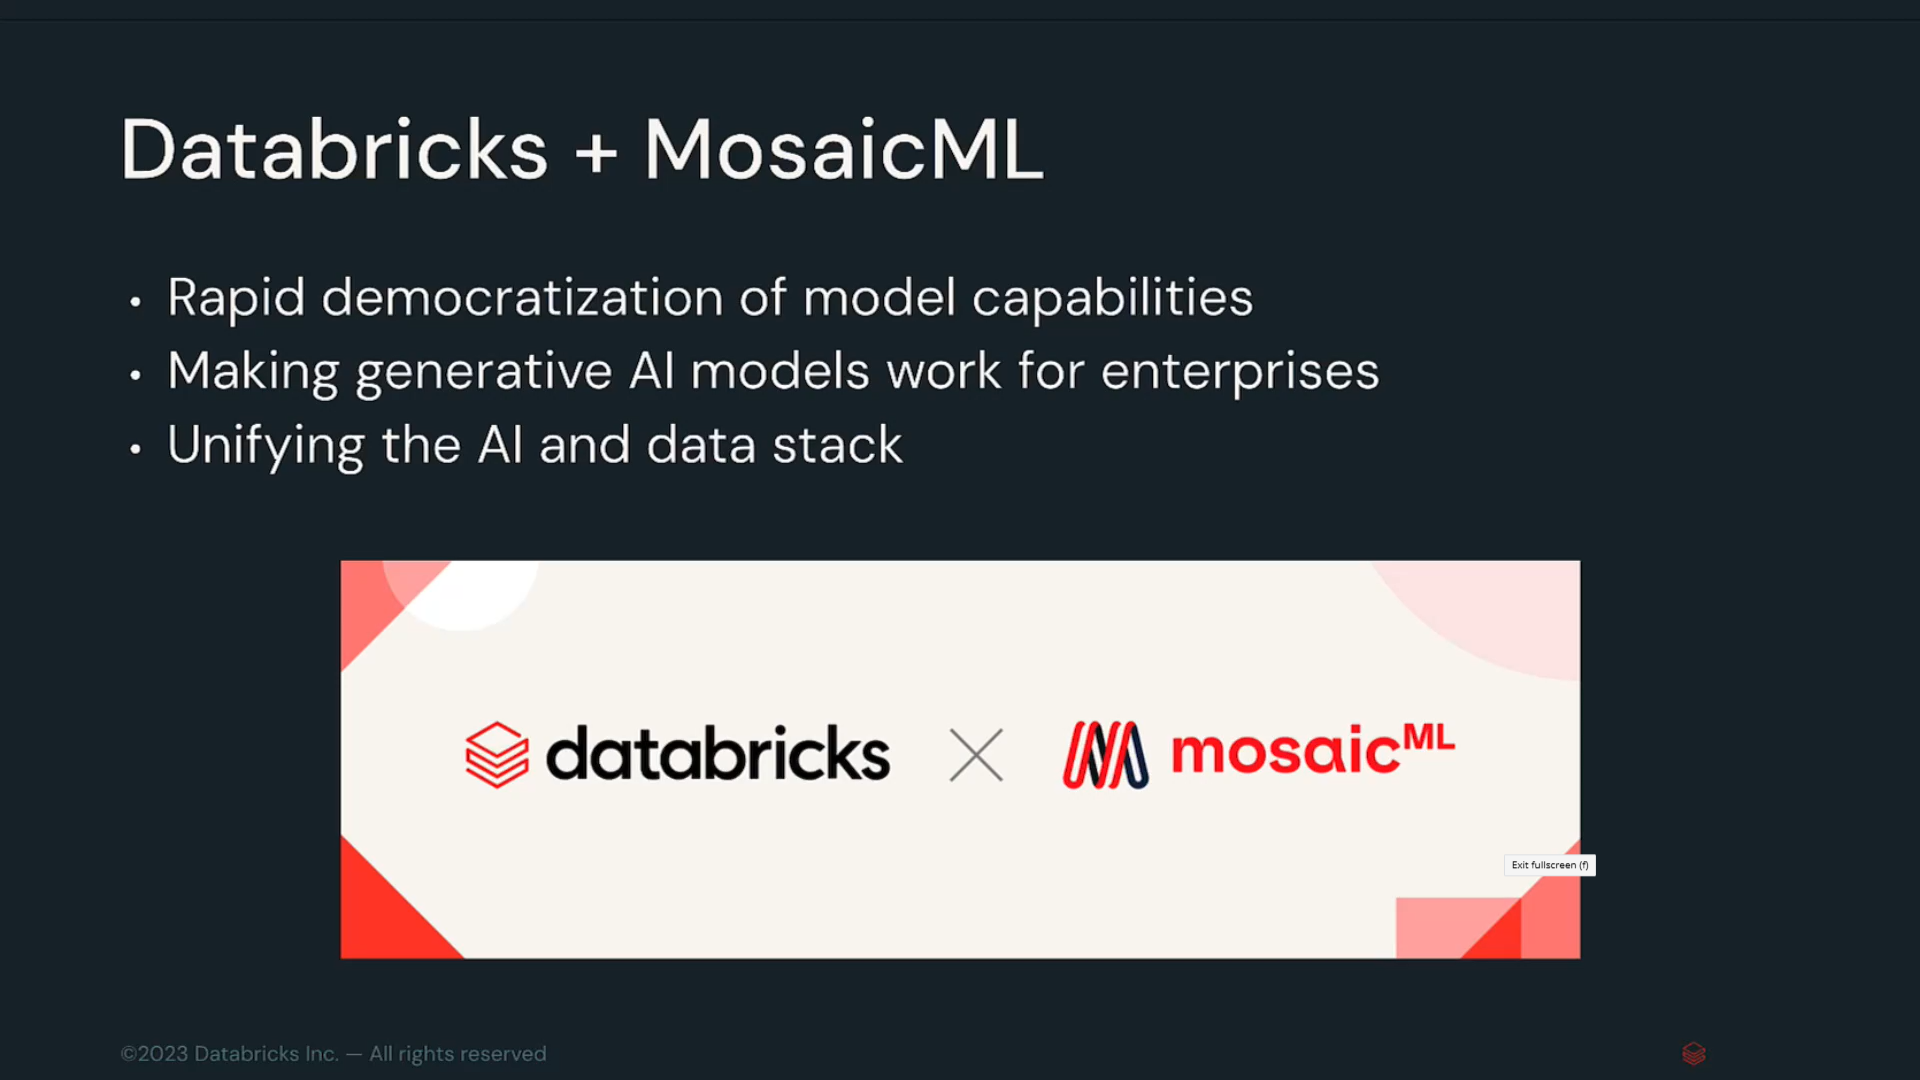 Databricks + MosaicML
• Rapid democratization of model capabilities
• Making generative AI models work for enterprises
• Unifying the AI and data stack
databricks × mosaicML
Exit fullscreen (f)
©2023 Databricks Inc. — All rights reserved